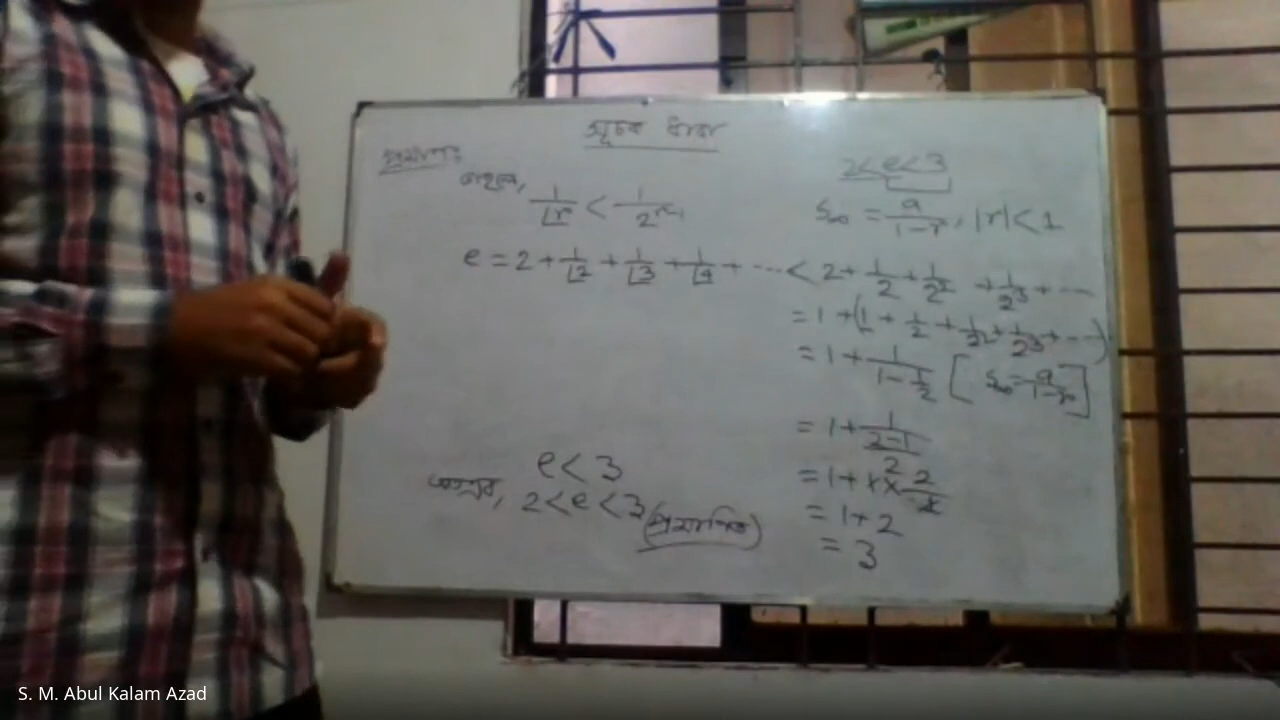 সূচক ধারা
প্রমাণঃ
তাহলে, 1/⌊r < 1/2^(r-1)
e = 2 + 1/⌊2 + 1/⌊3 + 1/⌊4 + ... < 2 + 1/2 + 1/2² + 1/2³ + ...
2 < e < 3
S∞ = a/(1-r), |r| < 1
= 1 + (1 + 1/2 + 1/2² + 1/2³ + ...)
= 1 + 1/(1 - 1/2) [S∞ = a/(1-r)]
= 1 + 1/((2-1)/2)
= 1 + 1 × 2/1
= 1 + 2
= 3
e < 3
অতএব, 2 < e < 3 (প্রমাণিত)
S. M. Abul Kalam Azad